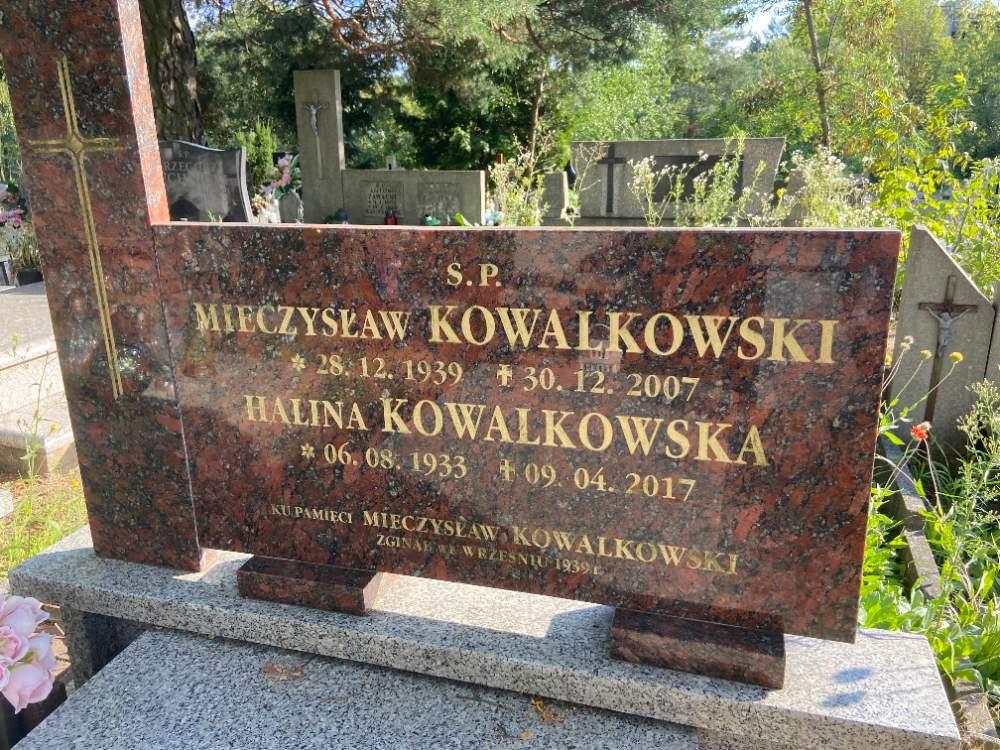 S.P.
MIECZYSŁAW KOWALKOWSKI
* 28. 12. 1939 ✝ 30. 12. 2007
HALINA KOWALKOWSKA
* 06. 08. 1933 ✝ 09. 04. 2017
KU PAMIĘCI MIECZYSŁAW KOWALKOWSKI
ZGINĄŁ WE WRZEŚNIU 1939 r.